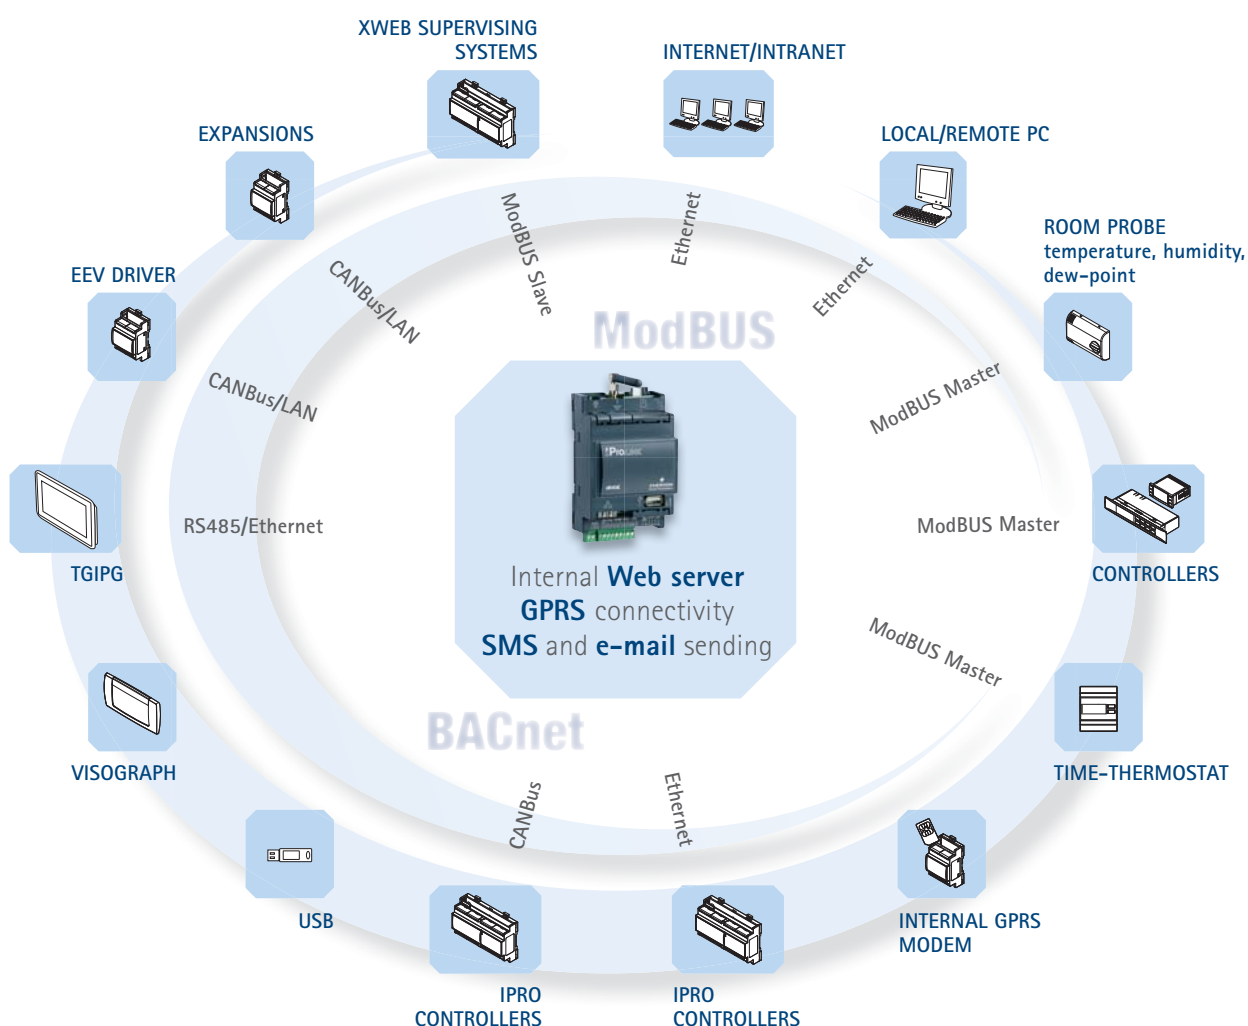 XWEB SUPERVISING
SYSTEMS
INTERNET/INTRANET
EXPANSIONS
LOCAL/REMOTE PC
ROOM PROBE
temperature, humidity,
dew-point
EEV DRIVER
ModBUS Slave
Ethernet
CANBus/LAN
Ethernet
ModBUS
CANBus/LAN
ModBUS Master
iProLINK
EMERSON
RS485/Ethernet
ModBUS Master
TGIPG
CONTROLLERS
Internal Web server
GPRS connectivity
SMS and e-mail sending
ModBUS Master
BACnet
VISOGRAPH
TIME-THERMOSTAT
CANBus
Ethernet
USB
INTERNAL GPRS
MODEM
IPRO
CONTROLLERS
IPRO
CONTROLLERS